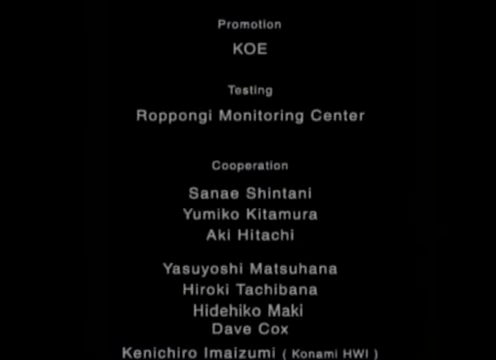 Promotion
KOE
Testing
Roppongi Monitoring Center
Cooperation
Sanae Shintani
Yumiko Kitamura
Aki Hitachi
Yasuyoshi Matsuhana
Hiroki Tachibana
Hidehiko Maki
Dave Cox
Kenichiro Imaizumi ( Konami HWI )